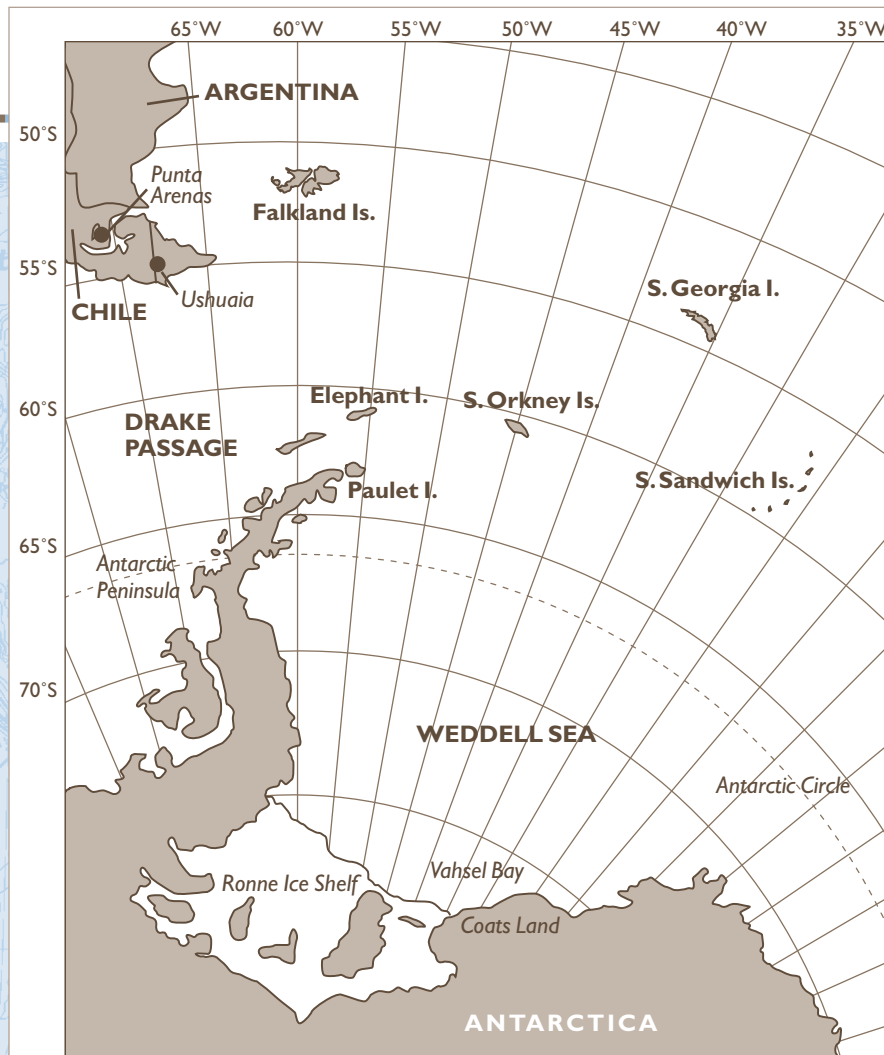 65°W 60°W 55°W 50°W 45°W 40°W 35°W
ARGENTINA
50°S
Punta
Arenas
Falkland Is.
55°S
S. Georgia I.
Ushuaia
CHILE
Elephant I.
S. Orkney Is.
60°S
DRAKE
PASSAGE
S. Sandwich Is.
Paulet I.
65°S
Antarctic
Peninsula
70°S
WEDDELL SEA
Antarctic Circle
Vahsel Bay
Ronne Ice Shelf
Coats Land
ANTARCTICA